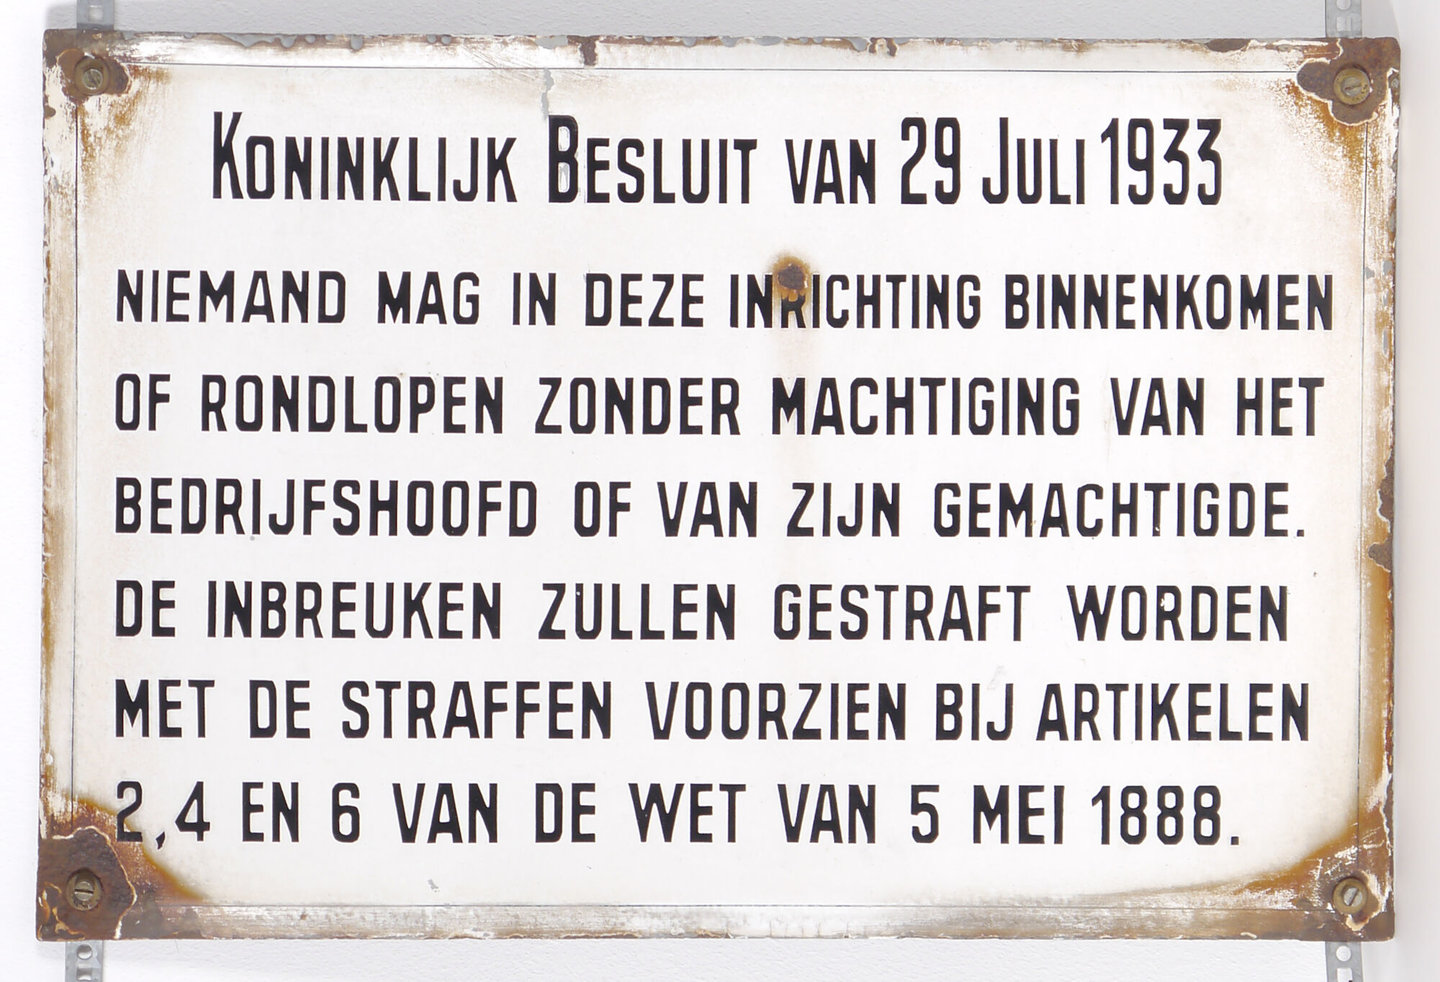 KONINKLIJK BESLUIT VAN 29 JULI 1933
NIEMAND MAG IN DEZE INRICHTING BINNENKOMEN
OF RONDLOPEN ZONDER MACHTIGING VAN HET
BEDRIJFSHOOFD OF VAN ZIJN GEMACHTIGDE.
DE INBREUKEN ZULLEN GESTRAFT WORDEN
MET DE STRAFFEN VOORZIEN BIJ ARTIKELEN
2,4 EN 6 VAN DE WET VAN 5 MEI 1888.